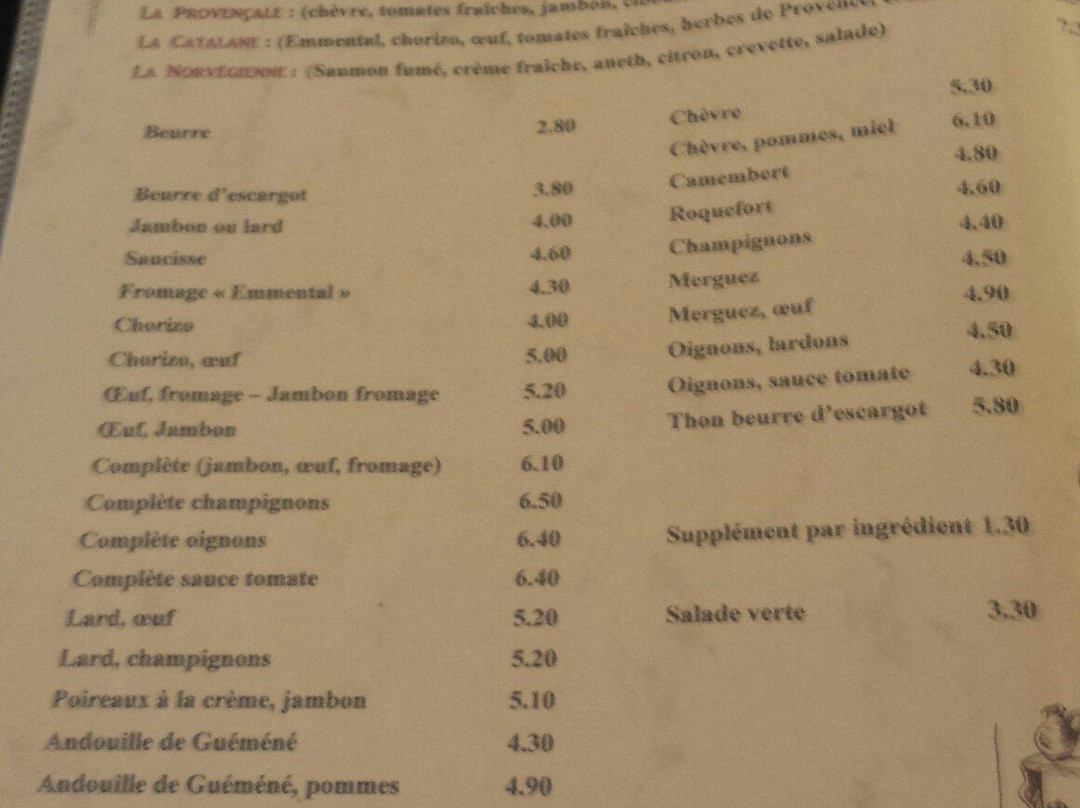 LA PROVENÇALE : (chèvre, tomates fraîches, jambon,
LA CATALANE : (Emmental, chorizo, œuf, tomates fraîches, herbes de Provence,
LA NORVÉGIENNE : (Saumon fumé, crème fraîche, aneth, citron, crevette, salade)
Beurre 2.80
Beurre d'escargot 3.80
Jambon ou lard 4.00
Saucisse 4.60
Fromage « Emmental » 4.30
Chorizo 4.00
Chorizo, œuf 5.00
Œuf, fromage – Jambon fromage 5.20
Œuf, Jambon 5.00
Complète (jambon, œuf, fromage) 6.10
Complète champignons 6.50
Complète oignons 6.40
Complète sauce tomate 6.40
Lard, œuf 5.20
Lard, champignons 5.20
Poireaux à la crème, jambon 5.10
Andouille de Guéméné 4.30
Andouille de Guéméné, pommes 4.90
Chèvre 5.30
Chèvre, pommes, miel 6.10
Camembert 4.80
Roquefort 4.60
Champignons 4.40
Merguez 4.50
Merguez, œuf 4.90
Oignons, lardons 4.50
Oignons, sauce tomate 4.30
Thon beurre d'escargot 5.80
Supplément par ingrédient 1.30
Salade verte 3.30